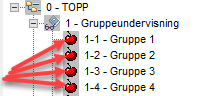 0 - TOPP
1 - Gruppeundervisning
1-1 - Gruppe 1
1-2 - Gruppe 2
1-3 - Gruppe 3
1-4 - Gruppe 4